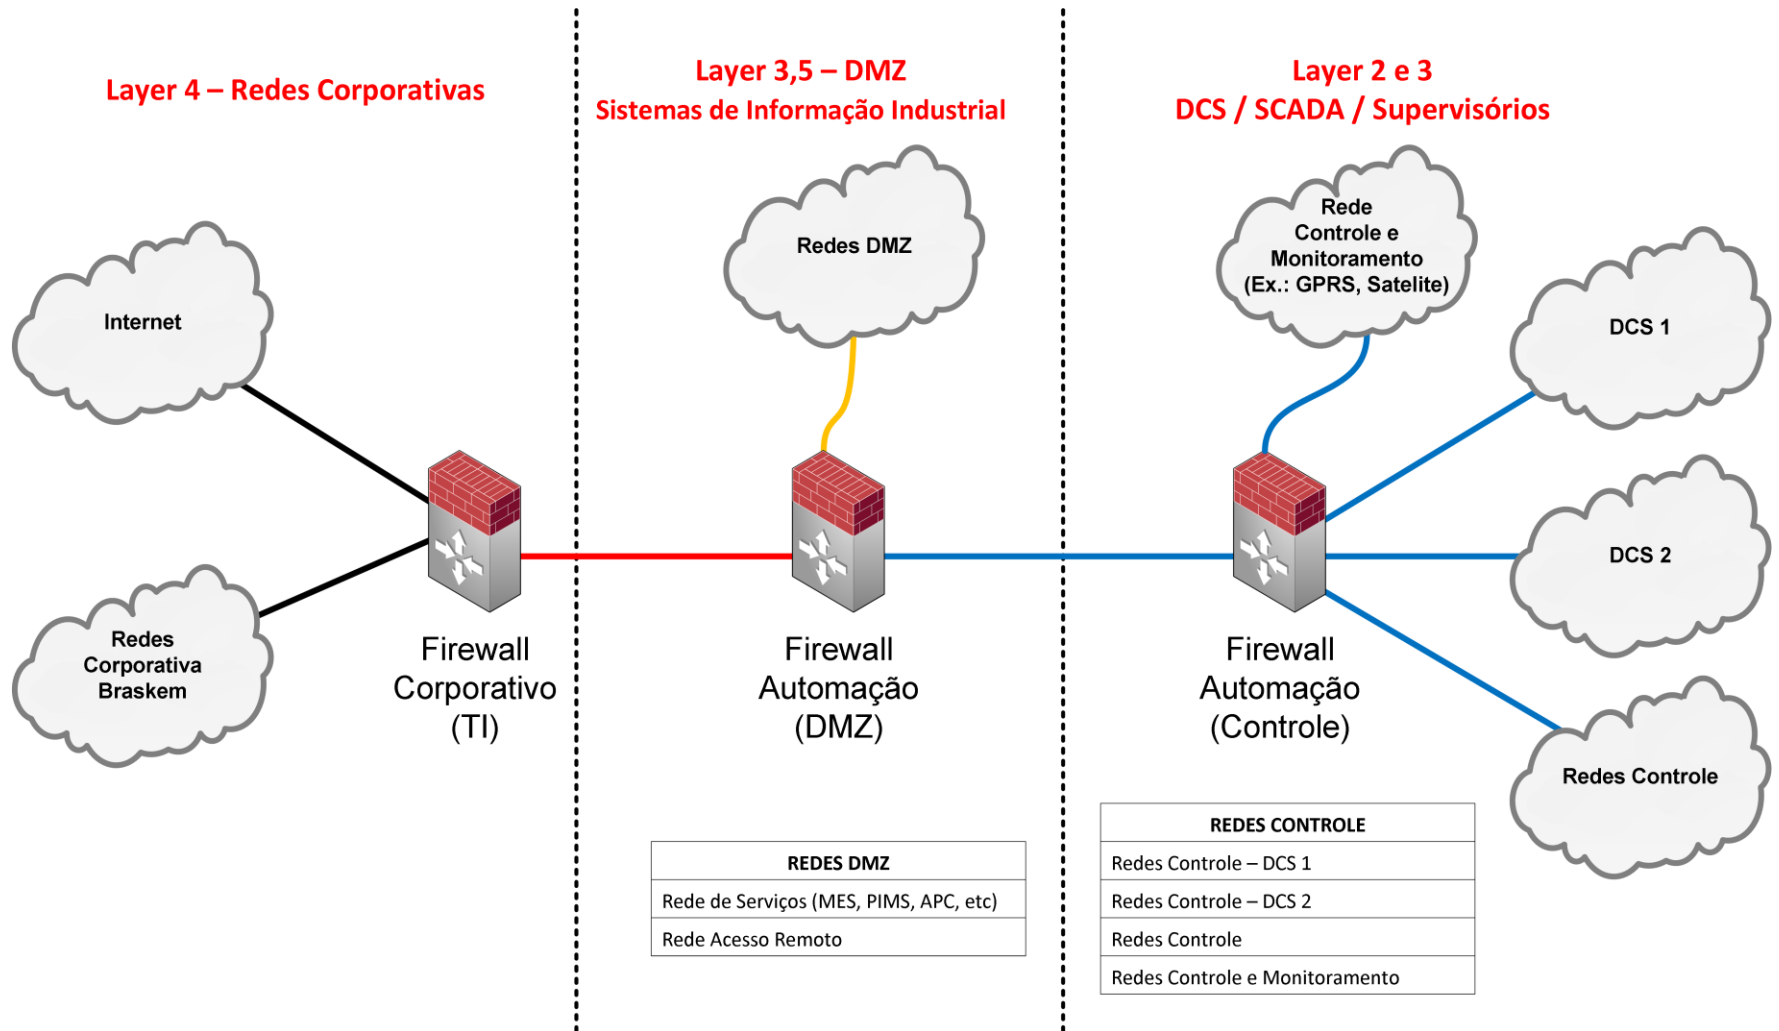 Layer 4 – Redes Corporativas
Layer 3,5 – DMZ
Sistemas de Informação Industrial
Layer 2 e 3
DCS / SCADA / Supervisórios
Internet
Redes
Corporativa
Braskem
Firewall
Corporativo
(TI)
Redes DMZ
Firewall
Automação
(DMZ)
Rede
Controle e
Monitoramento
(Ex.: GPRS, Satelite)
Firewall
Automação
(Controle)
DCS 1
DCS 2
Redes Controle
REDES DMZ
Rede de Serviços (MES, PIMS, APC, etc)
Rede Acesso Remoto
REDES CONTROLE
Redes Controle – DCS 1
Redes Controle – DCS 2
Redes Controle
Redes Controle e Monitoramento